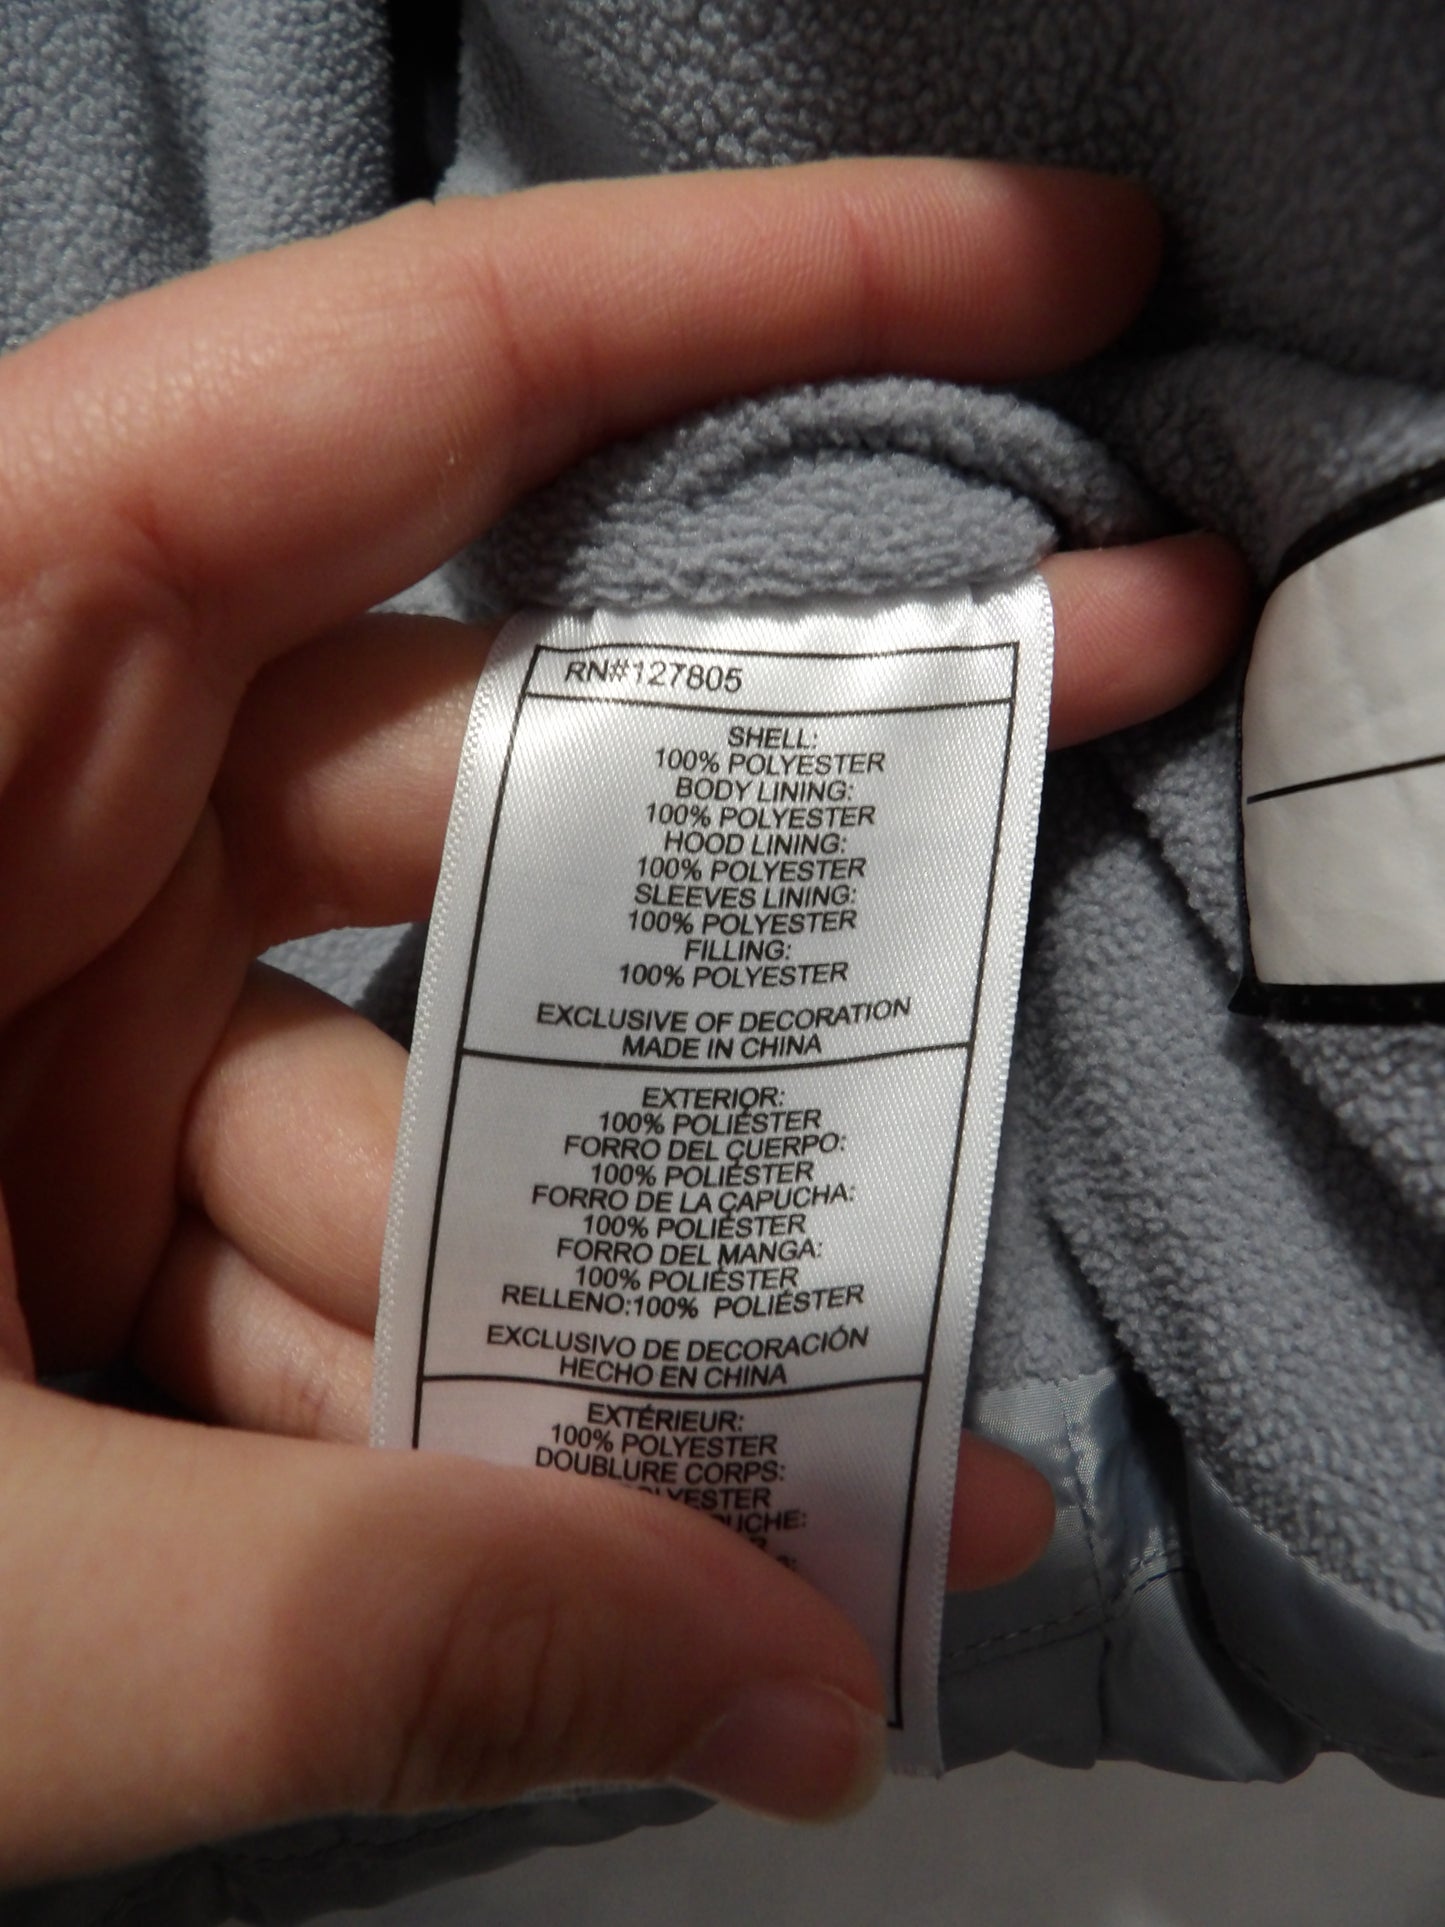 RN#127805
SHELL:
100% POLYESTER
BODY LINING:
100% POLYESTER
HOOD LINING:
100% POLYESTER
SLEEVES LINING:
100% POLYESTER
FILLING:
100% POLYESTER
EXCLUSIVE OF DECORATION
MADE IN CHINA
EXTERIOR:
100% POLIÉSTER
FORRO DEL CUERPO:
100% POLIÉSTER
FORRO DE LA CAPUCHA:
100% POLIÉSTER
FORRO DEL MANGA:
100% POLIÉSTER
RELLENO:100% POLIÉSTER
EXCLUSIVO DE DECORACIÓN
HECHO EN CHINA
EXTÉRIEUR:
100% POLYESTER
DOUBLURE CORPS: